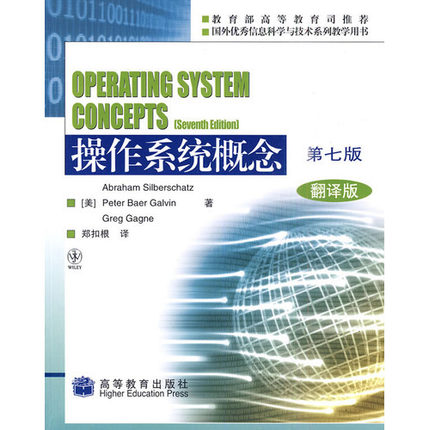 教育部高等教育司推荐
国外优秀信息科学与技术系列教学用书
OPERATING SYSTEM
CONCEPTS (Seventh Edition)
操作系统概念 第七版
翻译版
Abraham Silberschatz
[美] Peter Baer Galvin 著
Greg Gagne
郑扣根 译
WILEY
高等教育出版社
Higher Education Press